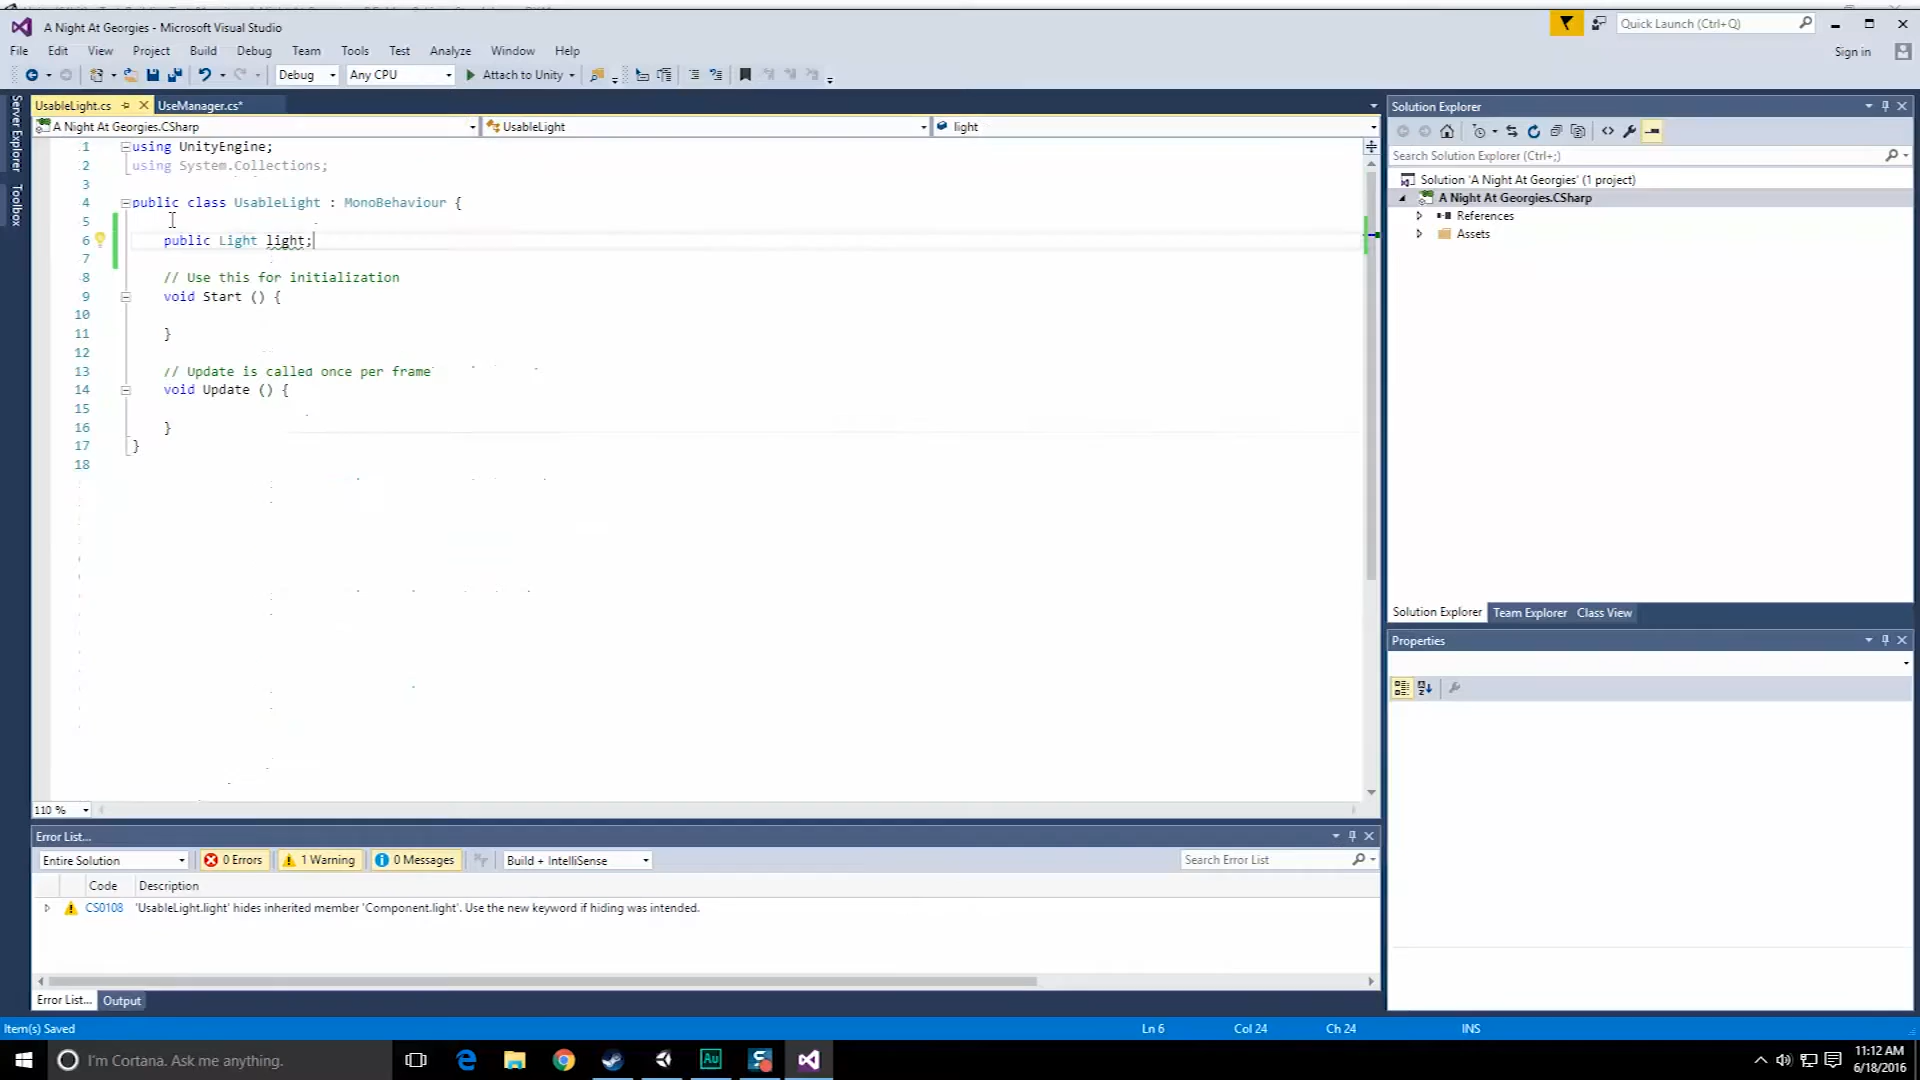 A Night At Georgies - Microsoft Visual Studio
Quick Launch (Ctrl+Q)
File Edit View Project Build Debug Team Tools Test Analyze Window Help
Sign in
Debug Any CPU Attach to Unity
Server Explorer
Toolbox
UsableLight.cs UseManager.cs*
A Night At Georgies.CSharp UsableLight light
1 using UnityEngine;
2 using System.Collections;
3
4 public class UsableLight : MonoBehaviour {
5
6 public Light light;
7
8 // Use this for initialization
9 void Start () {
10
11 }
12
13 // Update is called once per frame
14 void Update () {
15
16 }
17 }
18
110 %
Solution Explorer
Search Solution Explorer (Ctrl+;)
Solution 'A Night At Georgies' (1 project)
A Night At Georgies.CSharp
References
Assets
Solution Explorer Team Explorer Class View
Properties
Error List...
Entire Solution 0 Errors 1 Warning 0 Messages Build + IntelliSense Search Error List
Code Description
CS0108 'UsableLight.light' hides inherited member 'Component.light'. Use the new keyword if hiding was intended.
Error List... Output
Item(s) Saved Ln 6 Col 24 Ch 24 INS
I'm Cortana. Ask me anything.
Au
11:12 AM
6/18/2016